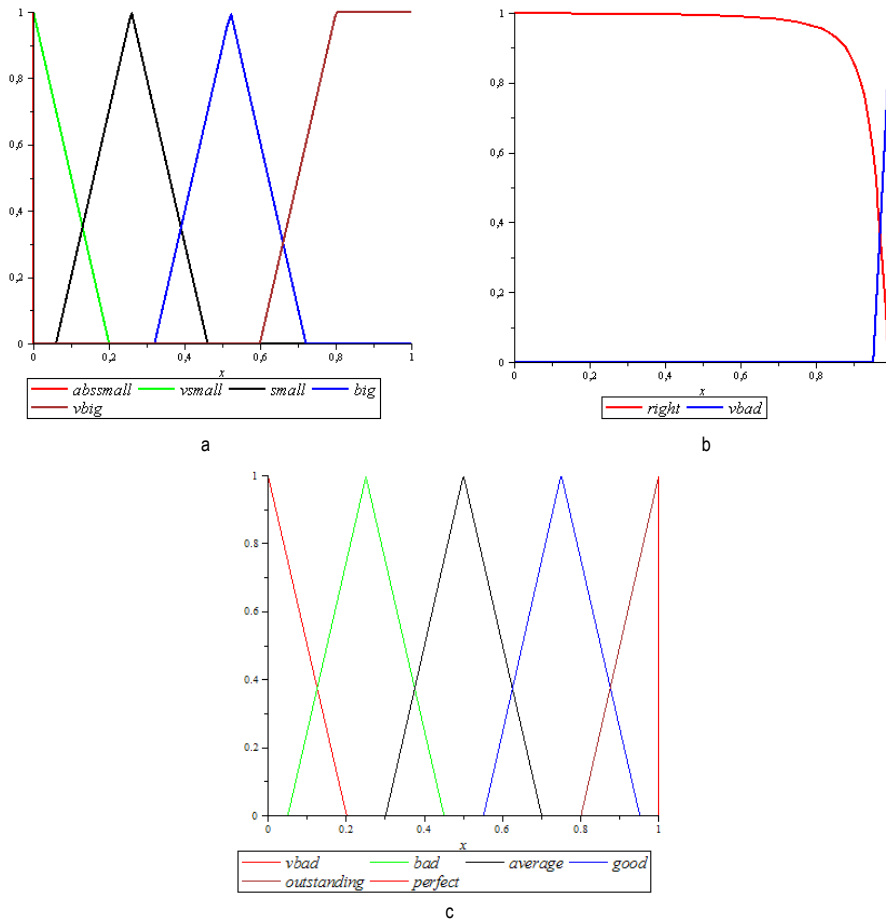 1
0,8
0,6
0,4
0,2
0
0 0,2 0,4 0,6 0,8 1
x
abssmall vsmall small big
vbig
a
1
0,8
0,6
0,4
0,2
0
0 0,2 0,4 0,6 0,8
x
right vbad
b
1
0.8
0.6
0.4
0.2
0
0 0.2 0.4 0.6 0.8 1
x
vbad bad average good
outstanding perfect
c